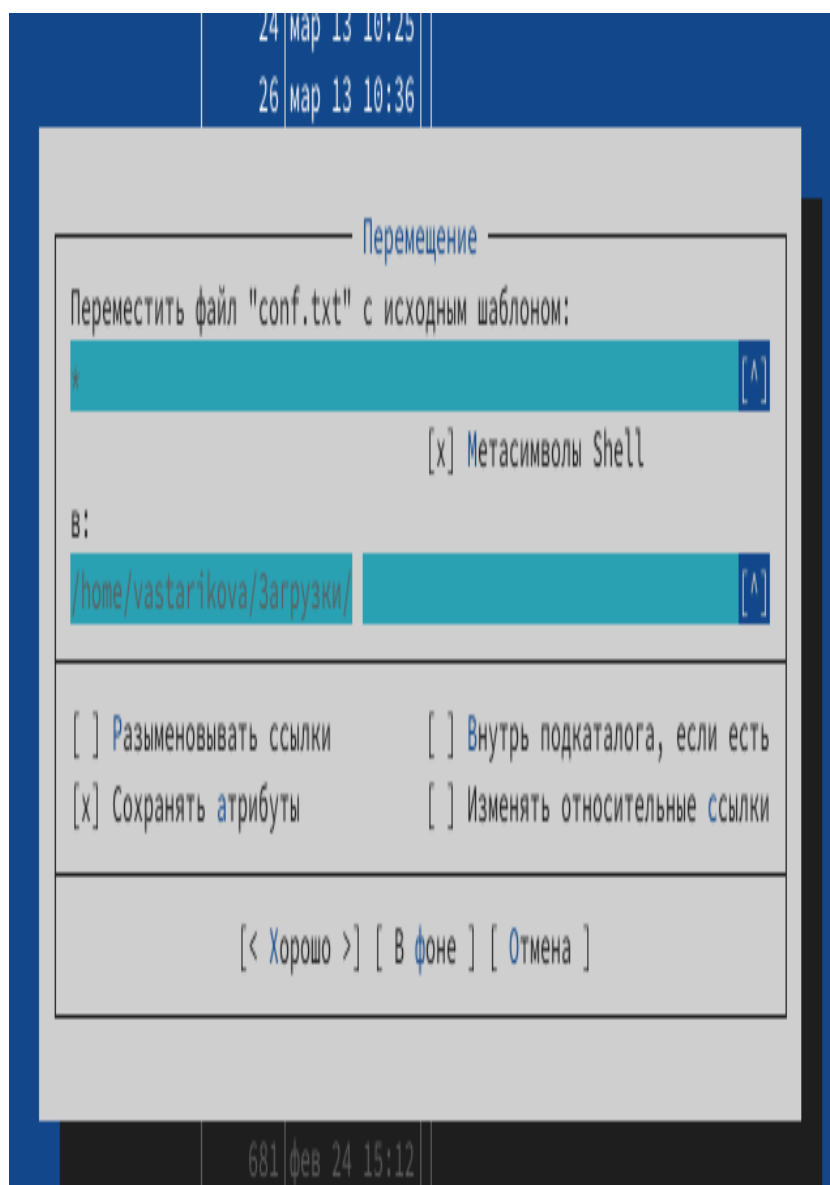 24 мар 13 10:25
26 мар 13 10:36
Перемещение
Переместить файл "conf.txt" с исходным шаблоном:
* [^]
[x] Метасимволы Shell
в:
/home/vastarikova/Загрузки/ [^]
[ ] Разыменовывать ссылки [ ] Внутрь подкаталога, если есть
[x] Сохранять атрибуты [ ] Изменять относительные ссылки
[< Хорошо >] [ В фоне ] [ Отмена ]
681 фев 24 15:12